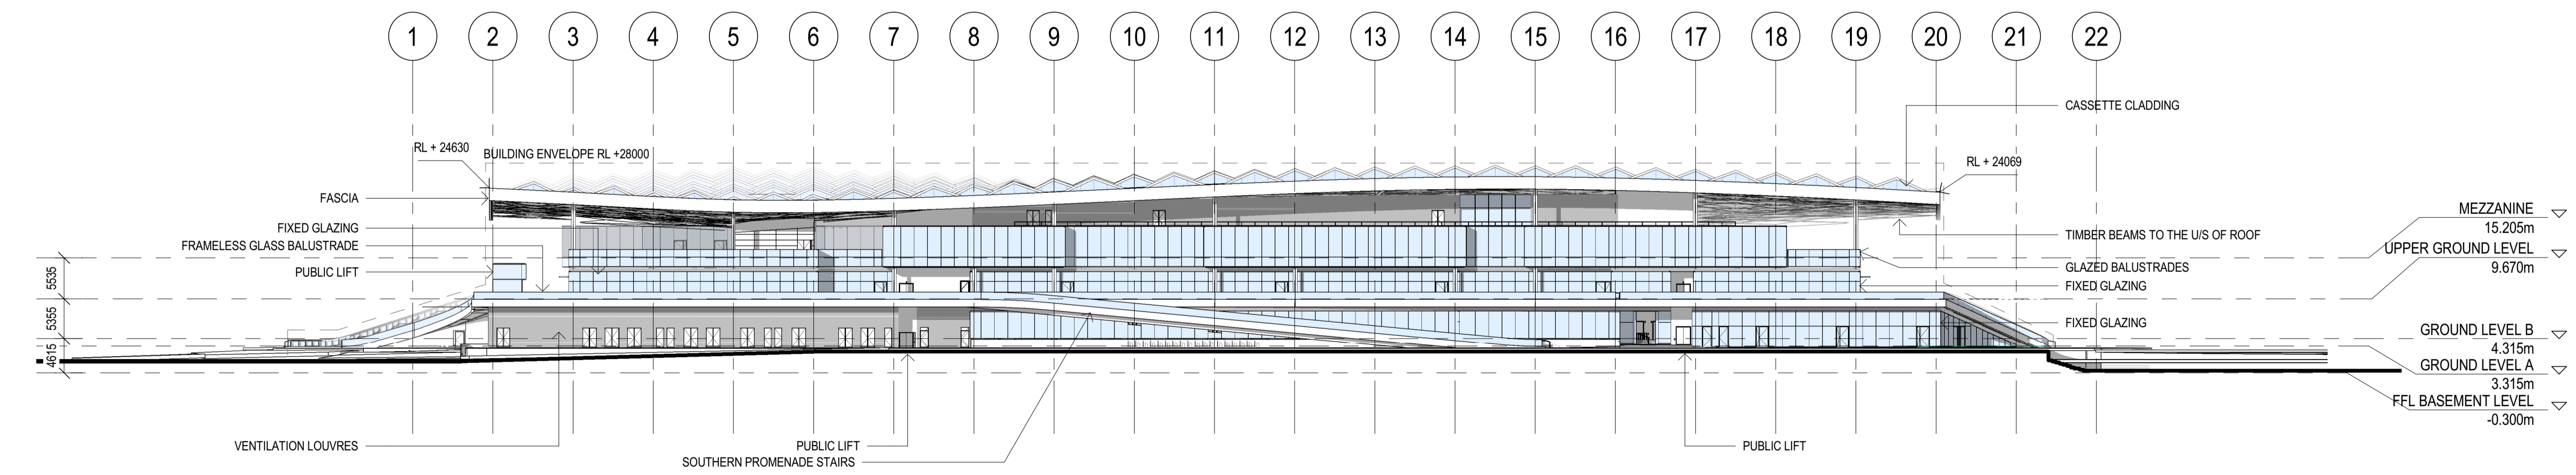 1 2 3 4 5 6 7 8 9 10 11 12 13 14 15 16 17 18 19 20 21 22
CASSETTE CLADDING
RL + 24630
BUILDING ENVELOPE RL +28000
RL + 24069
FASCIA
FIXED GLAZING
FRAMELESS GLASS BALUSTRADE
PUBLIC LIFT
MEZZANINE
15.205m
TIMBER BEAMS TO THE U/S OF ROOF
UPPER GROUND LEVEL
9.670m
GLAZED BALUSTRADES
FIXED GLAZING
FIXED GLAZING
5535
5355
4615
GROUND LEVEL B
4.315m
GROUND LEVEL A
3.315m
FFL BASEMENT LEVEL
-0.300m
VENTILATION LOUVRES
PUBLIC LIFT
SOUTHERN PROMENADE STAIRS
PUBLIC LIFT